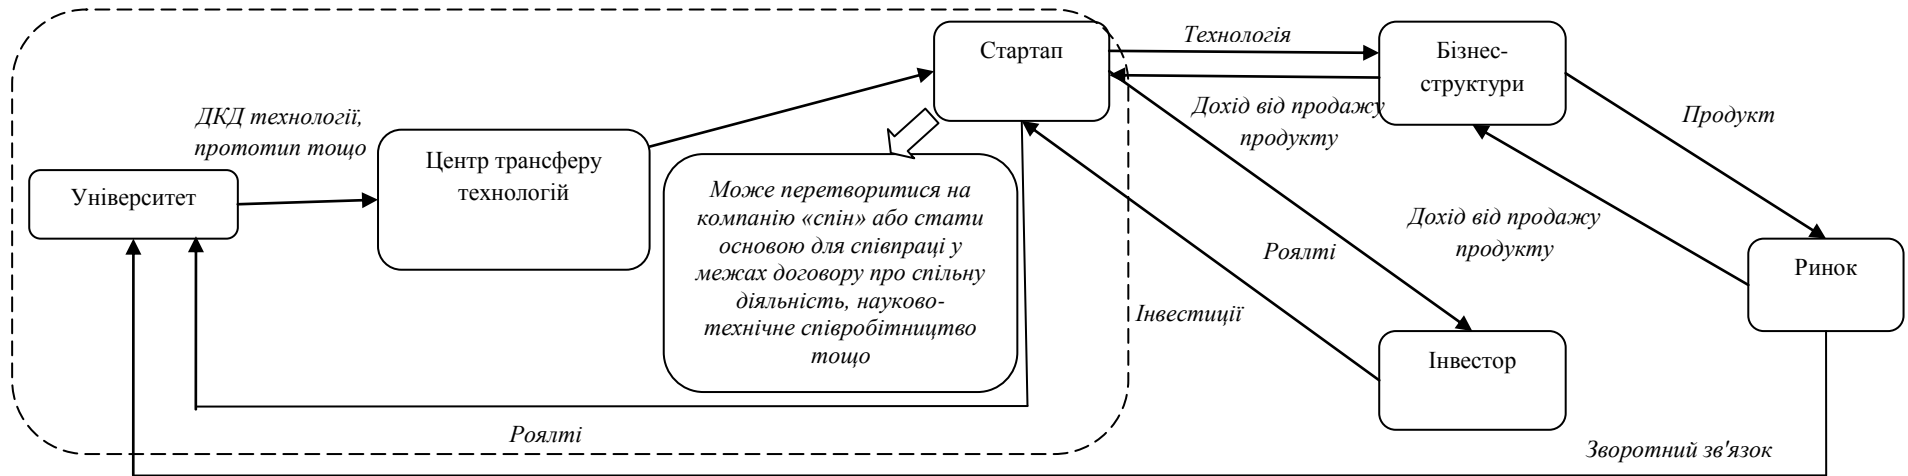 Стартап
Технологія
Бізнес-
структури
Дохід від продажу
продукту
Продукт
ДКД технології,
прототип тощо
Центр трансферу
технологій
Університет
Може перетворитися на
компанію «спін» або стати
основою для співпраці у
межах договору про спільну
діяльність, науково-
технічне співробітництво
тощо
Роялті
Дохід від продажу
продукту
Ринок
Інвестиції
Інвестор
Роялті
Зворотний зв'язок